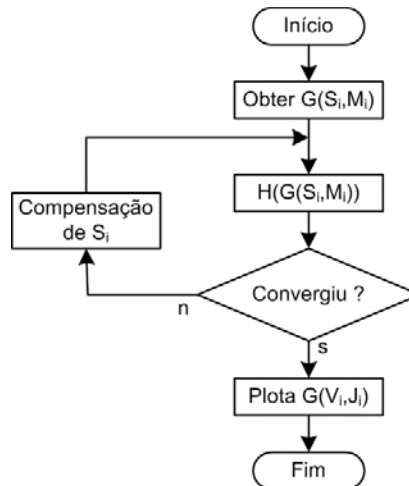 Início
Obter G(Sᵢ,Mᵢ)
H(G(Sᵢ,Mᵢ))
Compensação
de Sᵢ
Convergiu ?
n
s
Plota G(Vᵢ,Jᵢ)
Fim